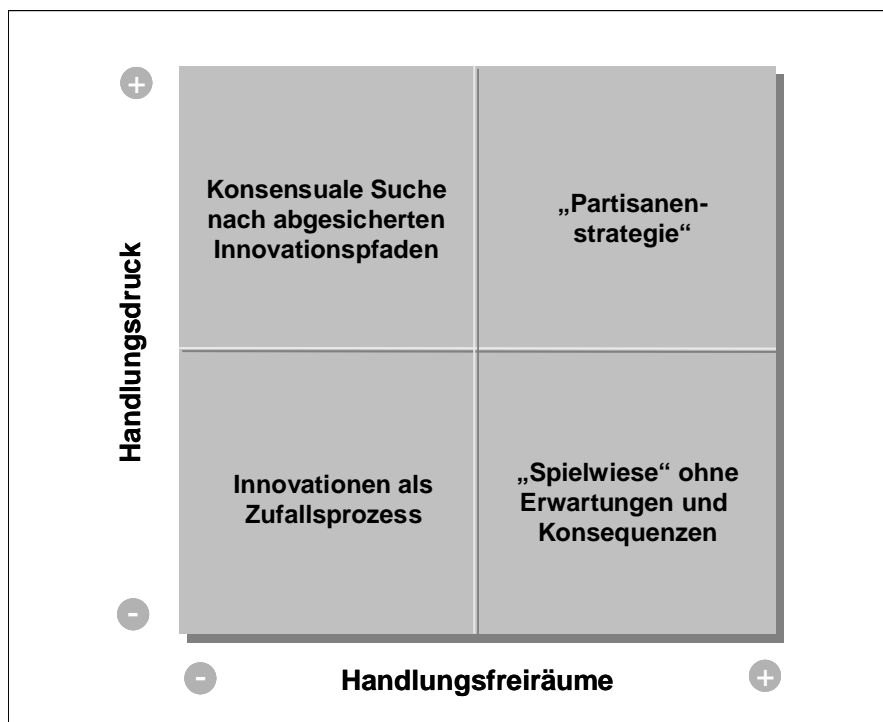 +
Konsensuale Suche
nach abgesicherten
Innovationspfaden
„Partisanen-
strategie“
Handlungsdruck
Innovationen als
Zufallsprozess
„Spielwiese“ ohne
Erwartungen und
Konsequenzen
-
-
Handlungsfreiräume
+